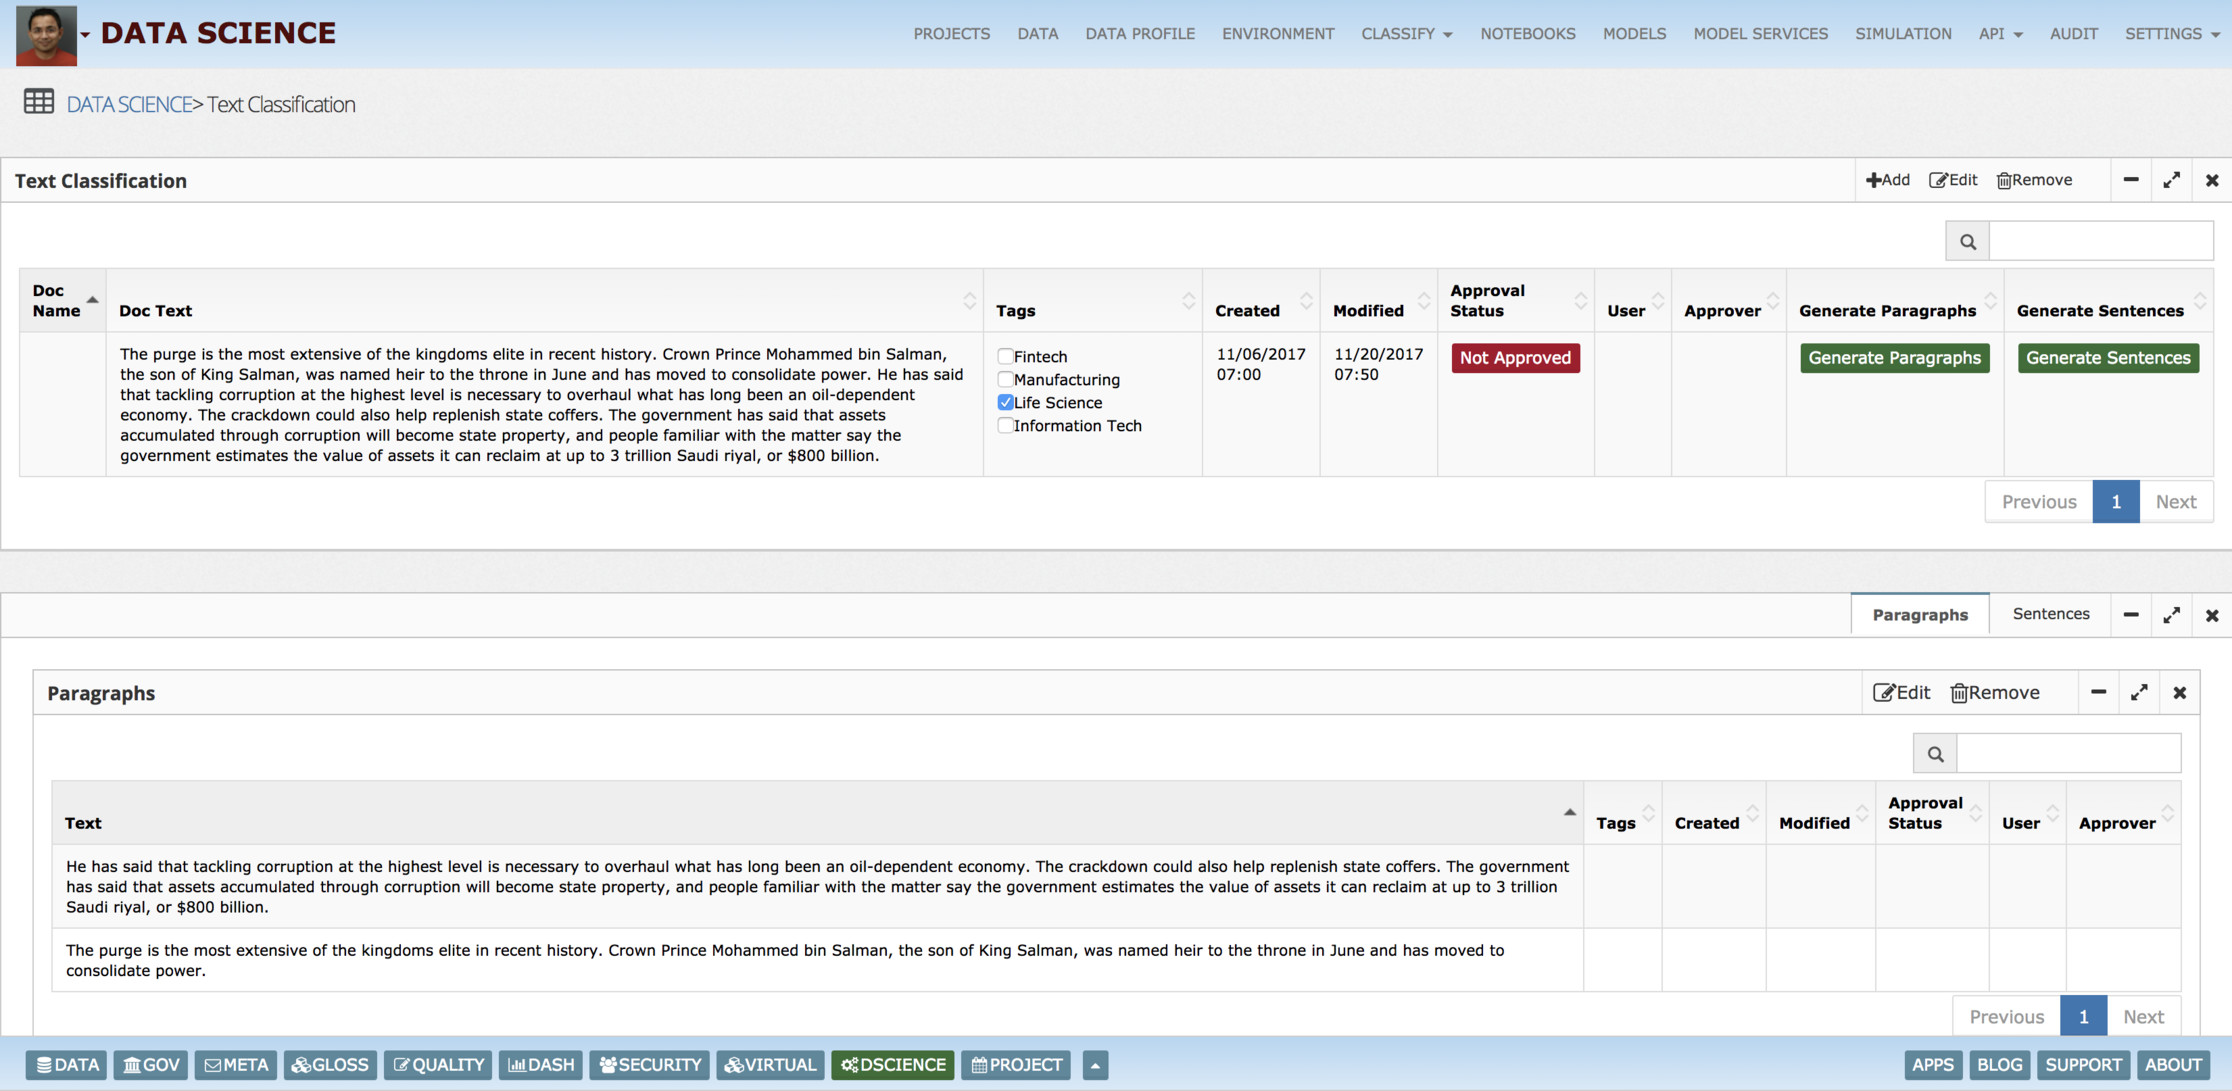 DATA SCIENCE
PROJECTS DATA DATA PROFILE ENVIRONMENT CLASSIFY NOTEBOOKS MODELS MODEL SERVICES SIMULATION API AUDIT SETTINGS
DATA SCIENCE> Text Classification
Text Classification
Add Edit Remove
Doc Name Doc Text Tags Created Modified Approval Status User Approver Generate Paragraphs Generate Sentences
The purge is the most extensive of the kingdoms elite in recent history. Crown Prince Mohammed bin Salman,
the son of King Salman, was named heir to the throne in June and has moved to consolidate power. He has said
that tackling corruption at the highest level is necessary to overhaul what has long been an oil-dependent
economy. The crackdown could also help replenish state coffers. The government has said that assets
accumulated through corruption will become state property, and people familiar with the matter say the
government estimates the value of assets it can reclaim at up to 3 trillion Saudi riyal, or $800 billion.
Fintech
Manufacturing
Life Science
Information Tech
11/06/2017
07:00
11/20/2017
07:50
Not Approved
Generate Paragraphs
Generate Sentences
Previous 1 Next
Paragraphs Sentences
Paragraphs
Edit Remove
Text Tags Created Modified Approval Status User Approver
He has said that tackling corruption at the highest level is necessary to overhaul what has long been an oil-dependent economy. The crackdown could also help replenish state coffers. The government
has said that assets accumulated through corruption will become state property, and people familiar with the matter say the government estimates the value of assets it can reclaim at up to 3 trillion
Saudi riyal, or $800 billion.
The purge is the most extensive of the kingdoms elite in recent history. Crown Prince Mohammed bin Salman, the son of King Salman, was named heir to the throne in June and has moved to
consolidate power.
Previous 1 Next
DATA GOV META GLOSS QUALITY DASH SECURITY VIRTUAL DSCIENCE PROJECT
APPS BLOG SUPPORT ABOUT